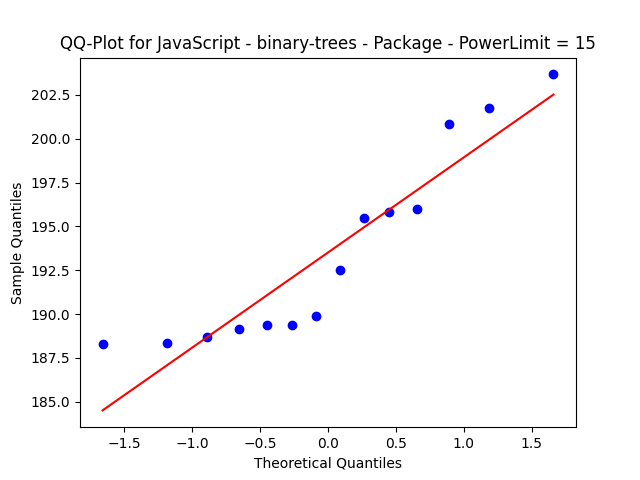 QQ-Plot for JavaScript - binary-trees - Package - PowerLimit = 15
Sample Quantiles
202.5
200.0
197.5
195.0
192.5
190.0
187.5
185.0
−1.5 −1.0 −0.5 0.0 0.5 1.0 1.5
Theoretical Quantiles